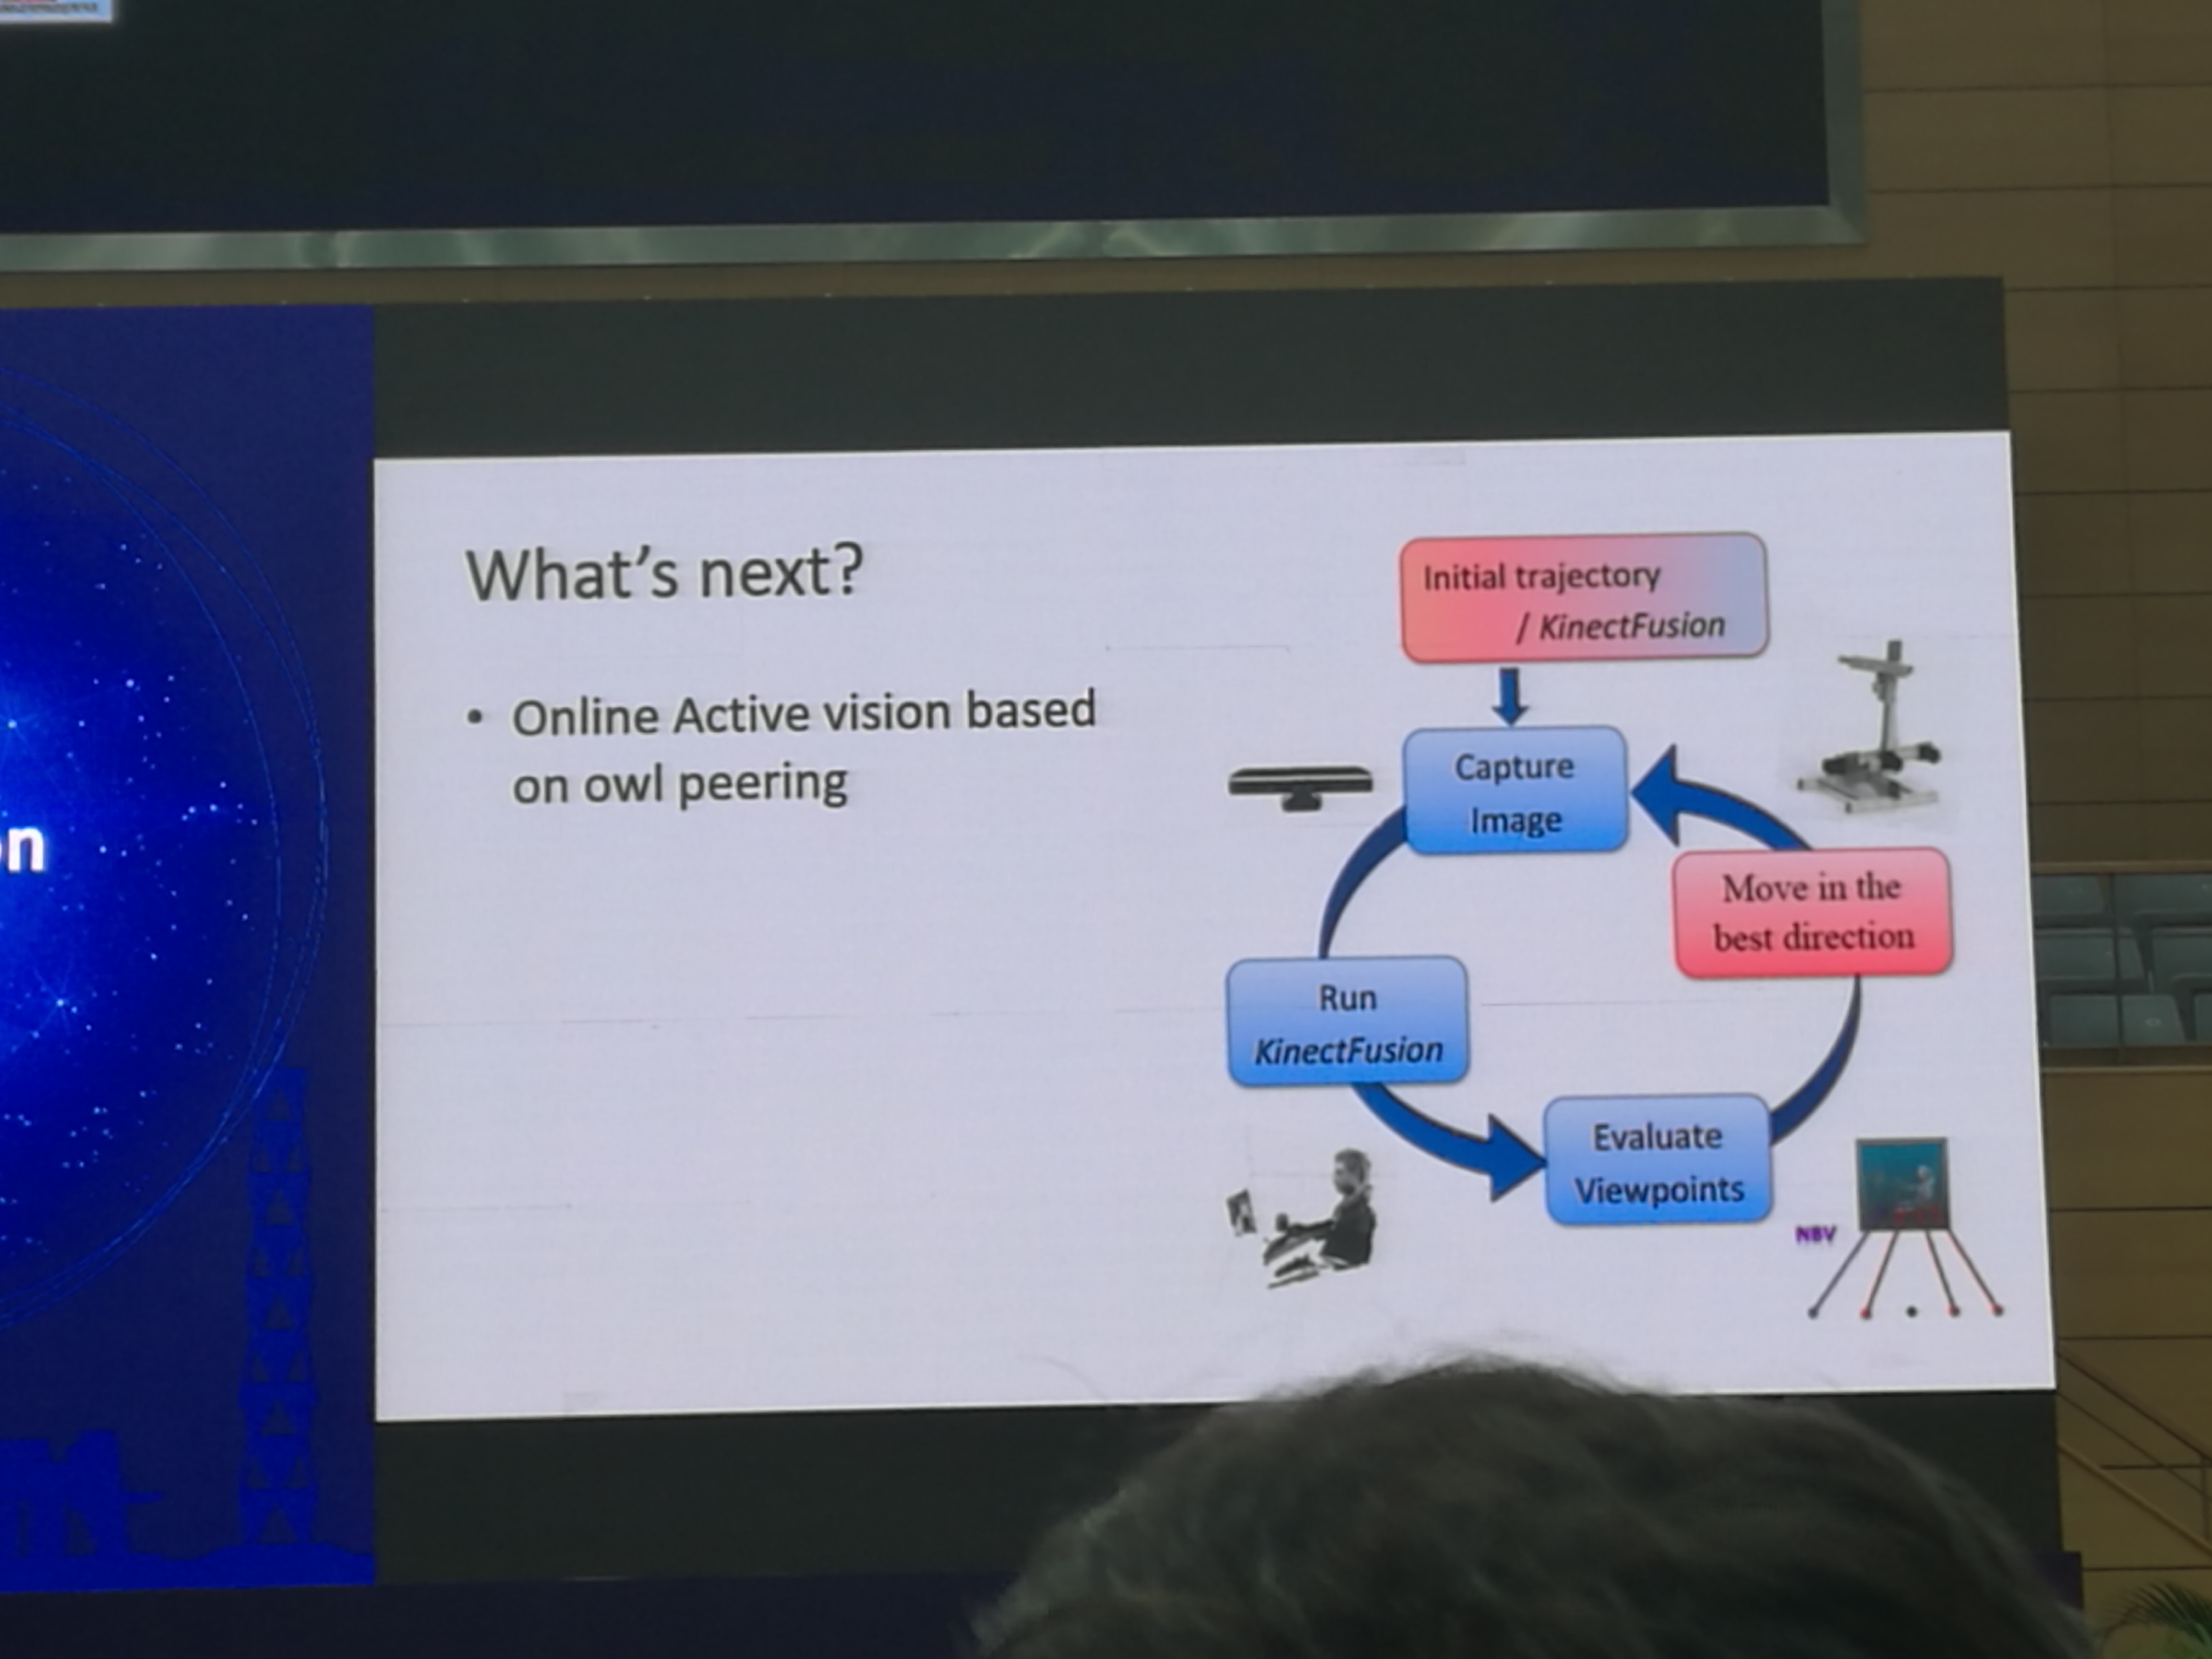 What's next?
• Online Active vision based
on owl peering
Initial trajectory
/ KinectFusion
Capture
Image
Move in the
best direction
Run
KinectFusion
Evaluate
Viewpoints
NBV
on